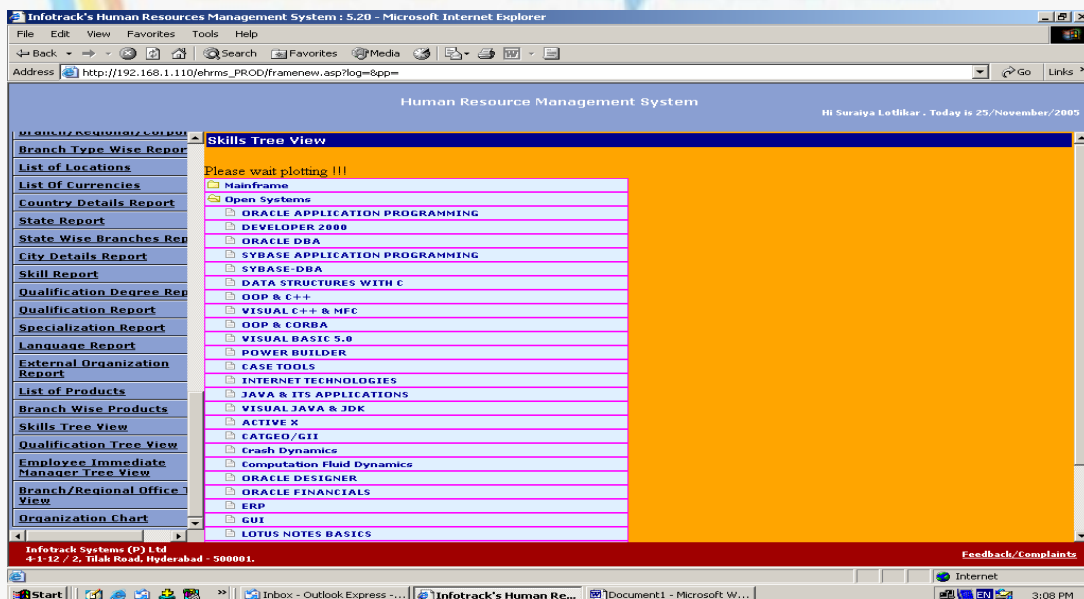 Infotrack's Human Resources Management System : 5.20 - Microsoft Internet Explorer
File Edit View Favorites Tools Help
Back Search Favorites Media
Address http://192.168.1.110/ehrms_PROD/framenew.asp?log=&pp= Go Links
Human Resource Management System
Hi Suraiya Lotlikar . Today is 25/November/2005
Branch/Regional/Corpor
Branch Type Wise Repor
List of Locations
List Of Currencies
Country Details Report
State Report
State Wise Branches Rep
City Details Report
Skill Report
Qualification Degree Rep
Qualification Report
Specialization Report
Language Report
External Organization
Report
List of Products
Branch Wise Products
Skills Tree View
Qualification Tree View
Employee Immediate
Manager Tree View
Branch/Regional Office T
View
Organization Chart
Skills Tree View
Please wait plotting !!!
Mainframe
Open Systems
ORACLE APPLICATION PROGRAMMING
DEVELOPER 2000
ORACLE DBA
SYBASE APPLICATION PROGRAMMING
SYBASE-DBA
DATA STRUCTURES WITH C
OOP & C++
VISUAL C++ & MFC
OOP & CORBA
VISUAL BASIC 5.0
POWER BUILDER
CASE TOOLS
INTERNET TECHNOLOGIES
JAVA & ITS APPLICATIONS
VISUAL JAVA & JDK
ACTIVE X
CATGEO/GII
Crash Dynamics
Computation Fluid Dynamics
ORACLE DESIGNER
ORACLE FINANCIALS
ERP
GUI
LOTUS NOTES BASICS
Infotrack Systems (P) Ltd
4-1-12 / 2, Tilak Road, Hyderabad - 500001.
Feedback/Complaints
Internet
Start » Inbox - Outlook Express -... Infotrack's Human Re... Document1 - Microsoft W... EN 3:08 PM